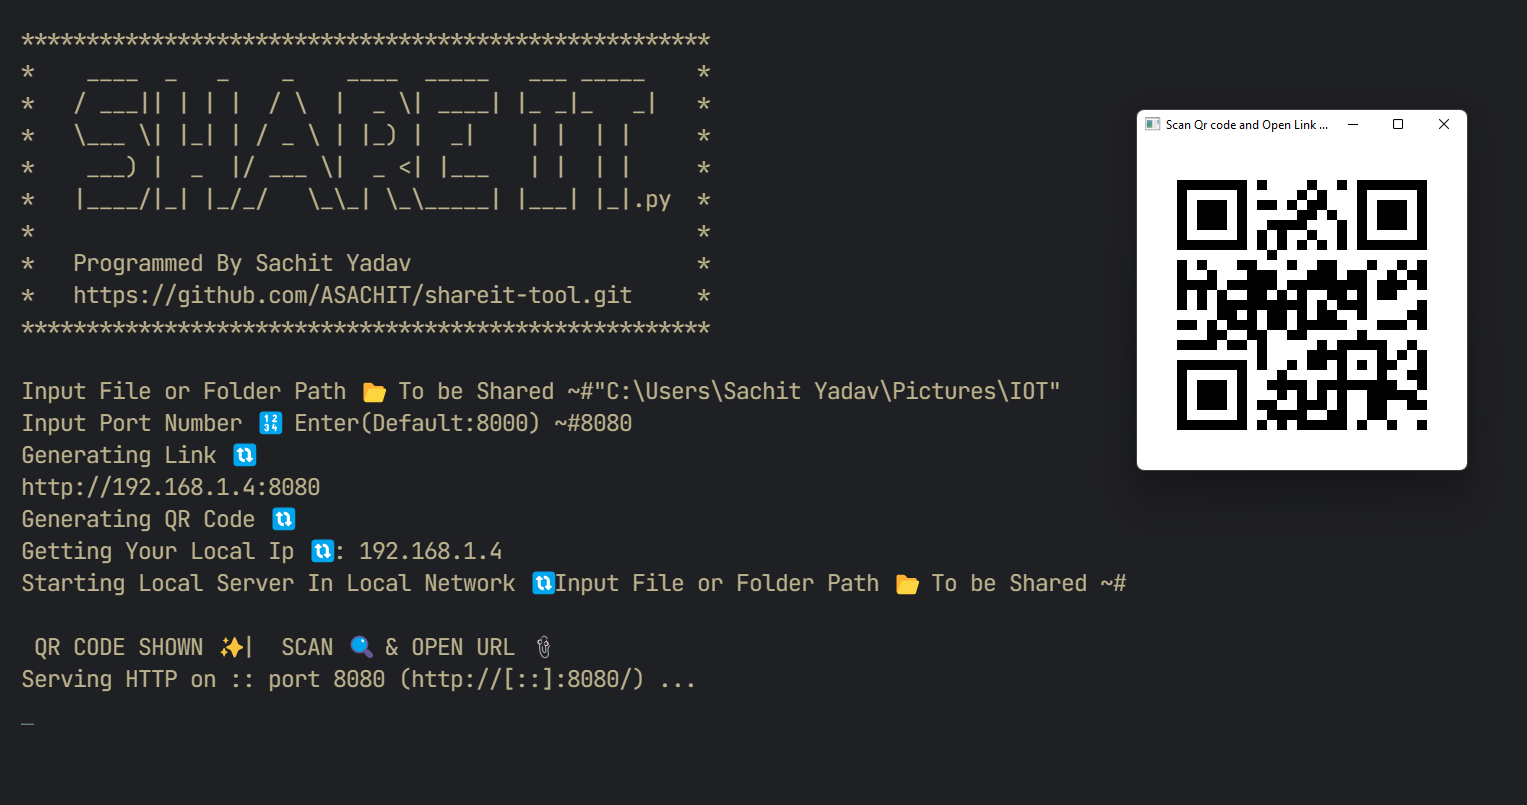 *****************************************************
*    ____  _   _    _    ____  _____   ___ _____    *
*   / ___|| | | |  / \  |  _ \| ____| |_ _|_   _|   *
*   \___ \| |_| | / _ \ | |_) |  _|    | |  | |     *
*    ___) |  _  |/ ___ \|  _ <| |___   | |  | |     *
*   |____/|_| |_/_/   \_\_| \_\_____| |___| |_|.py  *
*                                                   *
*   Programmed By Sachit Yadav                      *
*   https://github.com/ASACHIT/shareit-tool.git     *
*****************************************************
Scan Qr code and Open Link ...
Input File or Folder Path 📂 To be Shared ~#"C:\Users\Sachit Yadav\Pictures\IOT"
Input Port Number 🔢 Enter(Default:8000) ~#8080
Generating Link 🔃
http://192.168.1.4:8080
Generating QR Code 🔃
Getting Your Local Ip 🔃: 192.168.1.4
Starting Local Server In Local Network 🔃Input File or Folder Path 📂 To be Shared ~#
QR CODE SHOWN ✨|  SCAN 🔍 & OPEN URL 🔗
Serving HTTP on :: port 8080 (http://[::]:8080/) ...
_